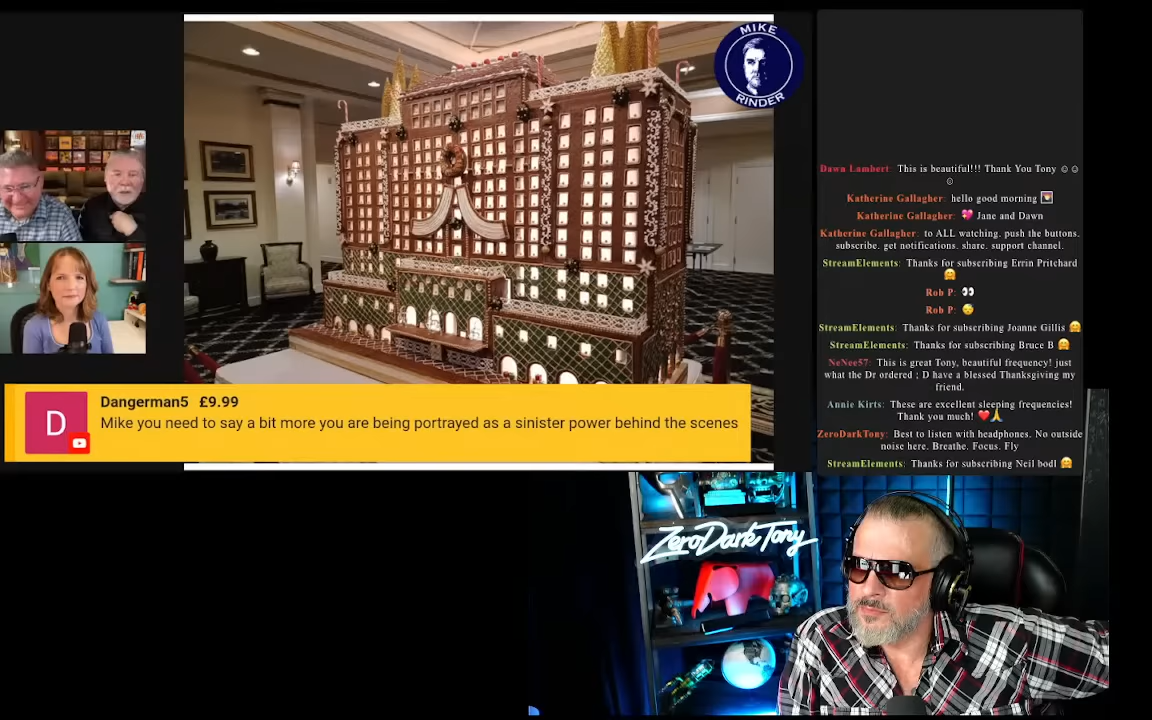 MIKE
RINDER
D
Dangerman5 £9.99
Mike you need to say a bit more you are being portrayed as a sinister power behind the scenes
Dawn Lambert: This is beautiful!!! Thank You Tony ☺☺
☺
Katherine Gallagher: hello good morning
Katherine Gallagher: 💖 Jane and Dawn
Katherine Gallagher: to ALL watching. push the buttons.
subscribe. get notifications. share. support channel.
StreamElements: Thanks for subscribing Errin Pritchard
🤗
Rob P: 👀
Rob P: 😴
StreamElements: Thanks for subscribing Joanne Gillis 🤗
StreamElements: Thanks for subscribing Bruce B 🤗
NeNee57: This is great Tony, beautiful frequency! just
what the Dr ordered ; D have a blessed Thanksgiving my
friend.
Annie Kirts: These are excellent sleeping frequencies!
Thank you much! ❤️🙏
ZeroDarkTony: Best to listen with headphones. No outside
noise here. Breathe. Focus. Fly
StreamElements: Thanks for subscribing Neil bodl 🤗
ZeroDarkTony